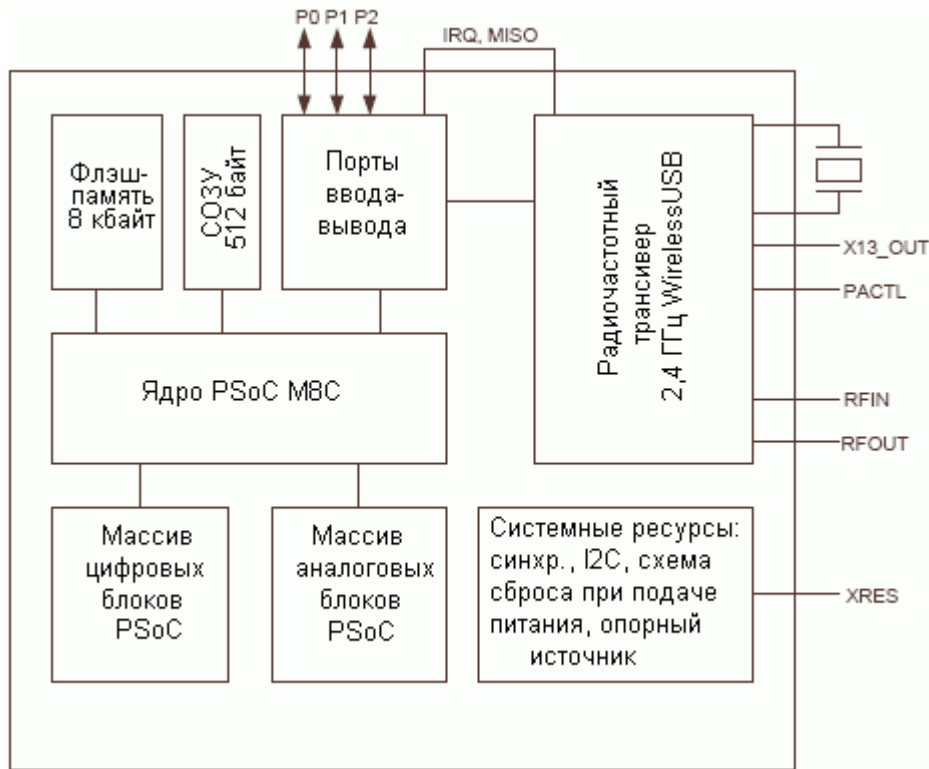 P0 P1 P2
IRQ, MISO
Флэш-
память
8 кбайт
СОЗУ
512 байт
Порты
ввода-
вывода
Радиочастотный
трансивер
2,4 ГГц WirelessUSB
X13_OUT
PACTL
RFIN
RFOUT
Ядро PSoC M8C
Массив
цифровых
блоков
PSoC
Массив
аналоговых
блоков
PSoC
Системные ресурсы:
синхр., I2C, схема
сброса при подаче
питания, опорный
источник
XRES